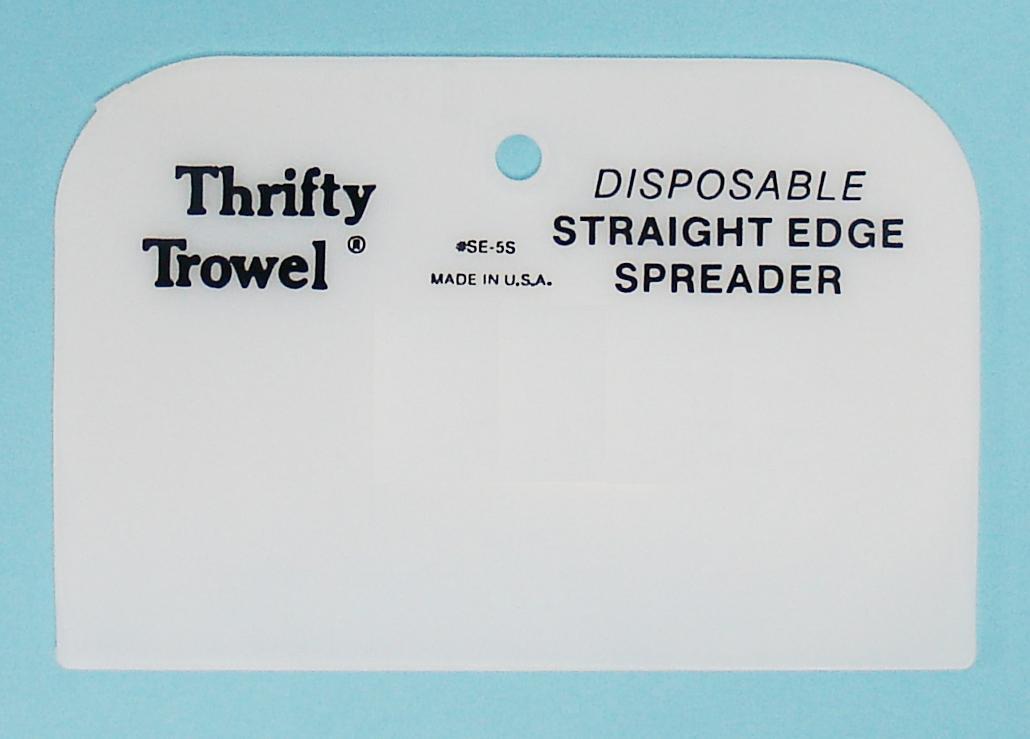 Thrifty
Trowel ®
#SE-5S
MADE IN U.S.A.
DISPOSABLE
STRAIGHT EDGE
SPREADER